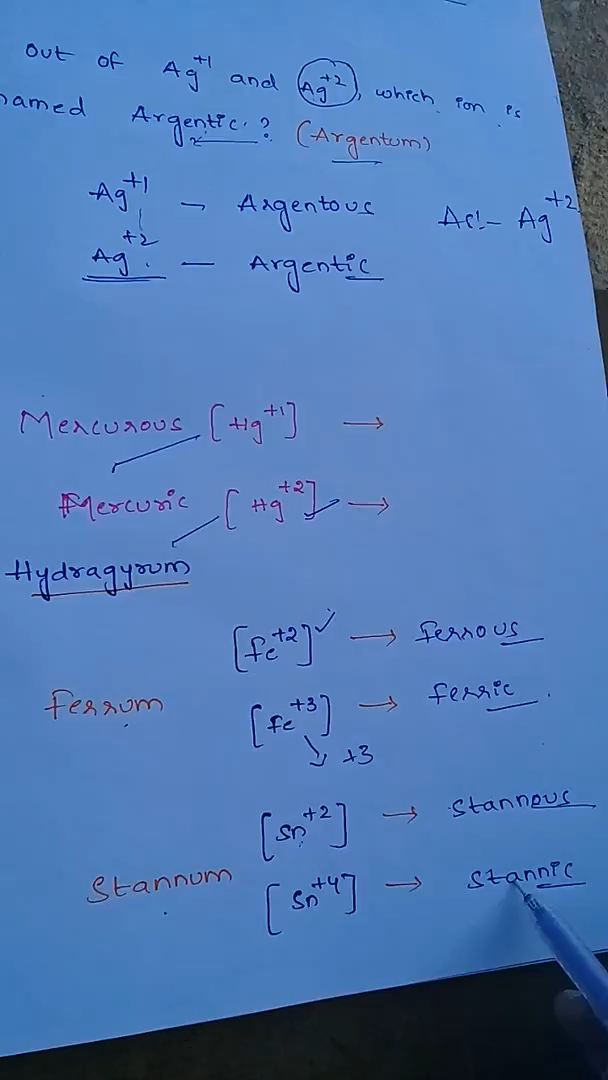 out of Ag+1 and Ag+2, which ion is
named Argentic? (Argentum)
Ag+1 – Argentous
Ag+2 – Argentic
As:- Ag+2
Mercurous [Hg+1] →
Mercuric [Hg+2] →
Hydragyrum
[fe+2] ✓ → ferrous
Ferrum [fe+3] → ferric .
+3
[Sn+2] → Stannous
Stannum [Sn+4] → Stannic